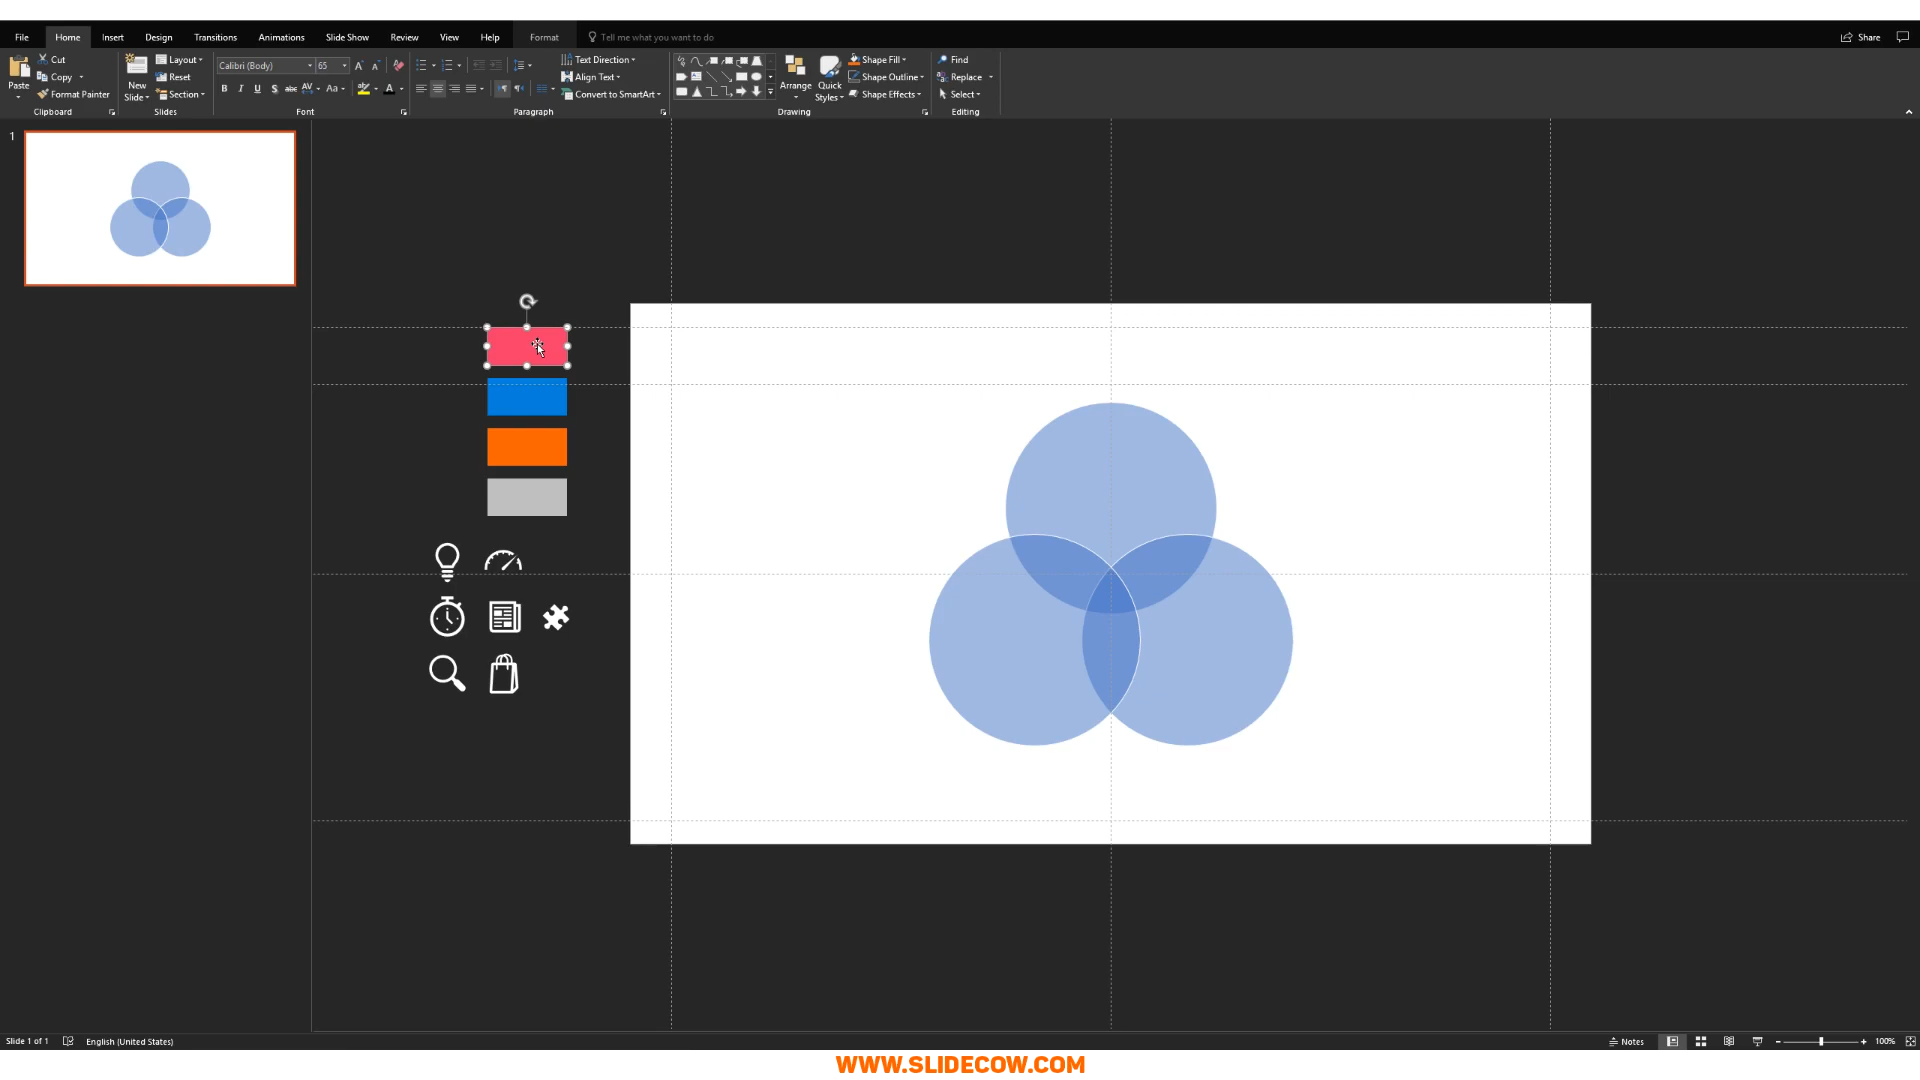 File Home Insert Design Transitions Animations Slide Show Review View Help Format Tell me what you want to do Share
Paste Cut Copy Format Painter Clipboard
New Slide Layout Reset Section Slides
Calibri (Body) 65
B I U S abc AV Aa A Font
Text Direction Align Text Convert to SmartArt Paragraph
Arrange Quick Styles Shape Fill Shape Outline Shape Effects Drawing
Find Replace Select Editing
1
Slide 1 of 1 English (United States) Notes 100%
WWW.SLIDECOW.COM